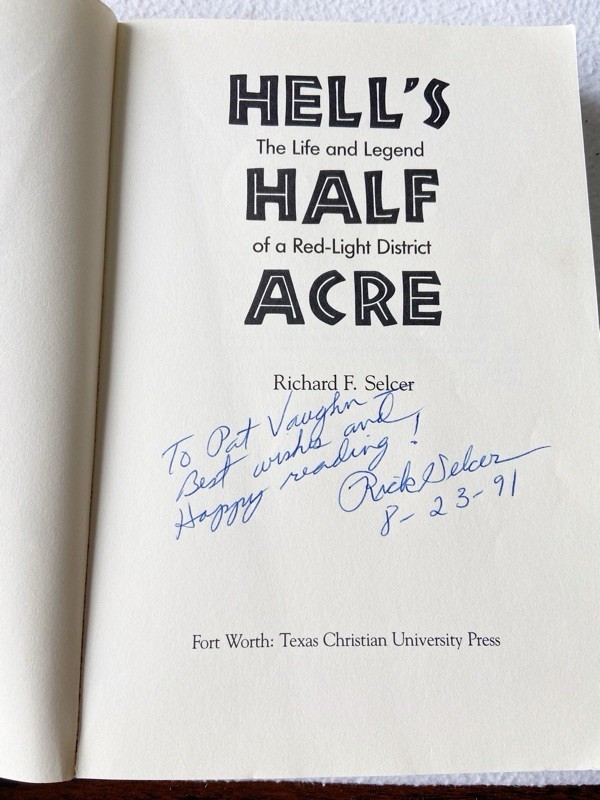 HELL'S
The Life and Legend
HALF
of a Red-Light District
ACRE
Richard F. Selcer
To Pat Vaughn
Best wishes and
Happy reading!
Rick Selcer
8-23-91
Fort Worth: Texas Christian University Press